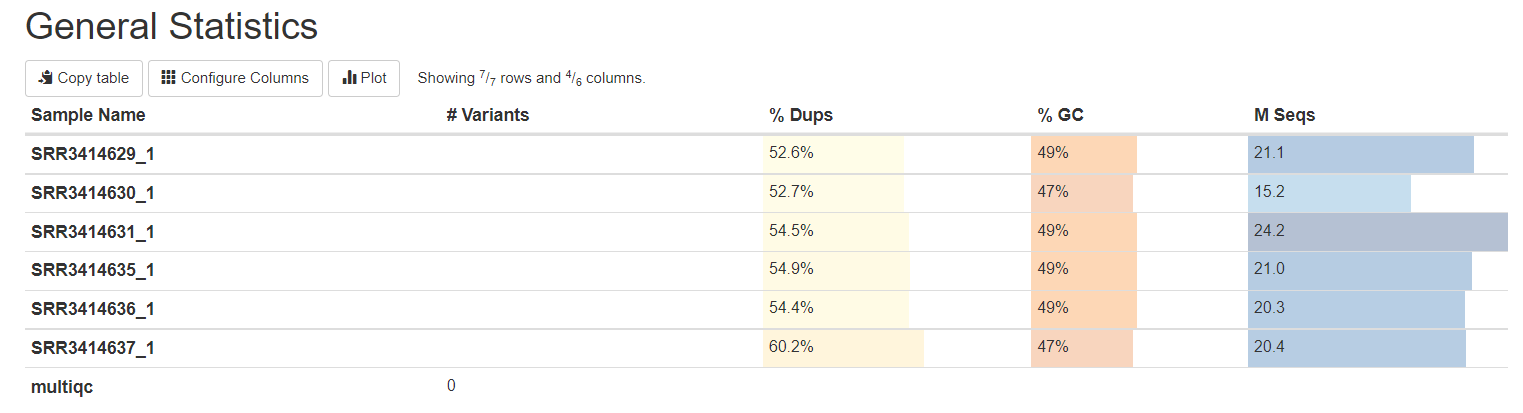 General Statistics
Copy table Configure Columns Plot Showing 7/7 rows and 4/6 columns.
Sample Name # Variants % Dups % GC M Seqs
SRR3414629_1 52.6% 49% 21.1
SRR3414630_1 52.7% 47% 15.2
SRR3414631_1 54.5% 49% 24.2
SRR3414635_1 54.9% 49% 21.0
SRR3414636_1 54.4% 49% 20.3
SRR3414637_1 60.2% 47% 20.4
multiqc 0